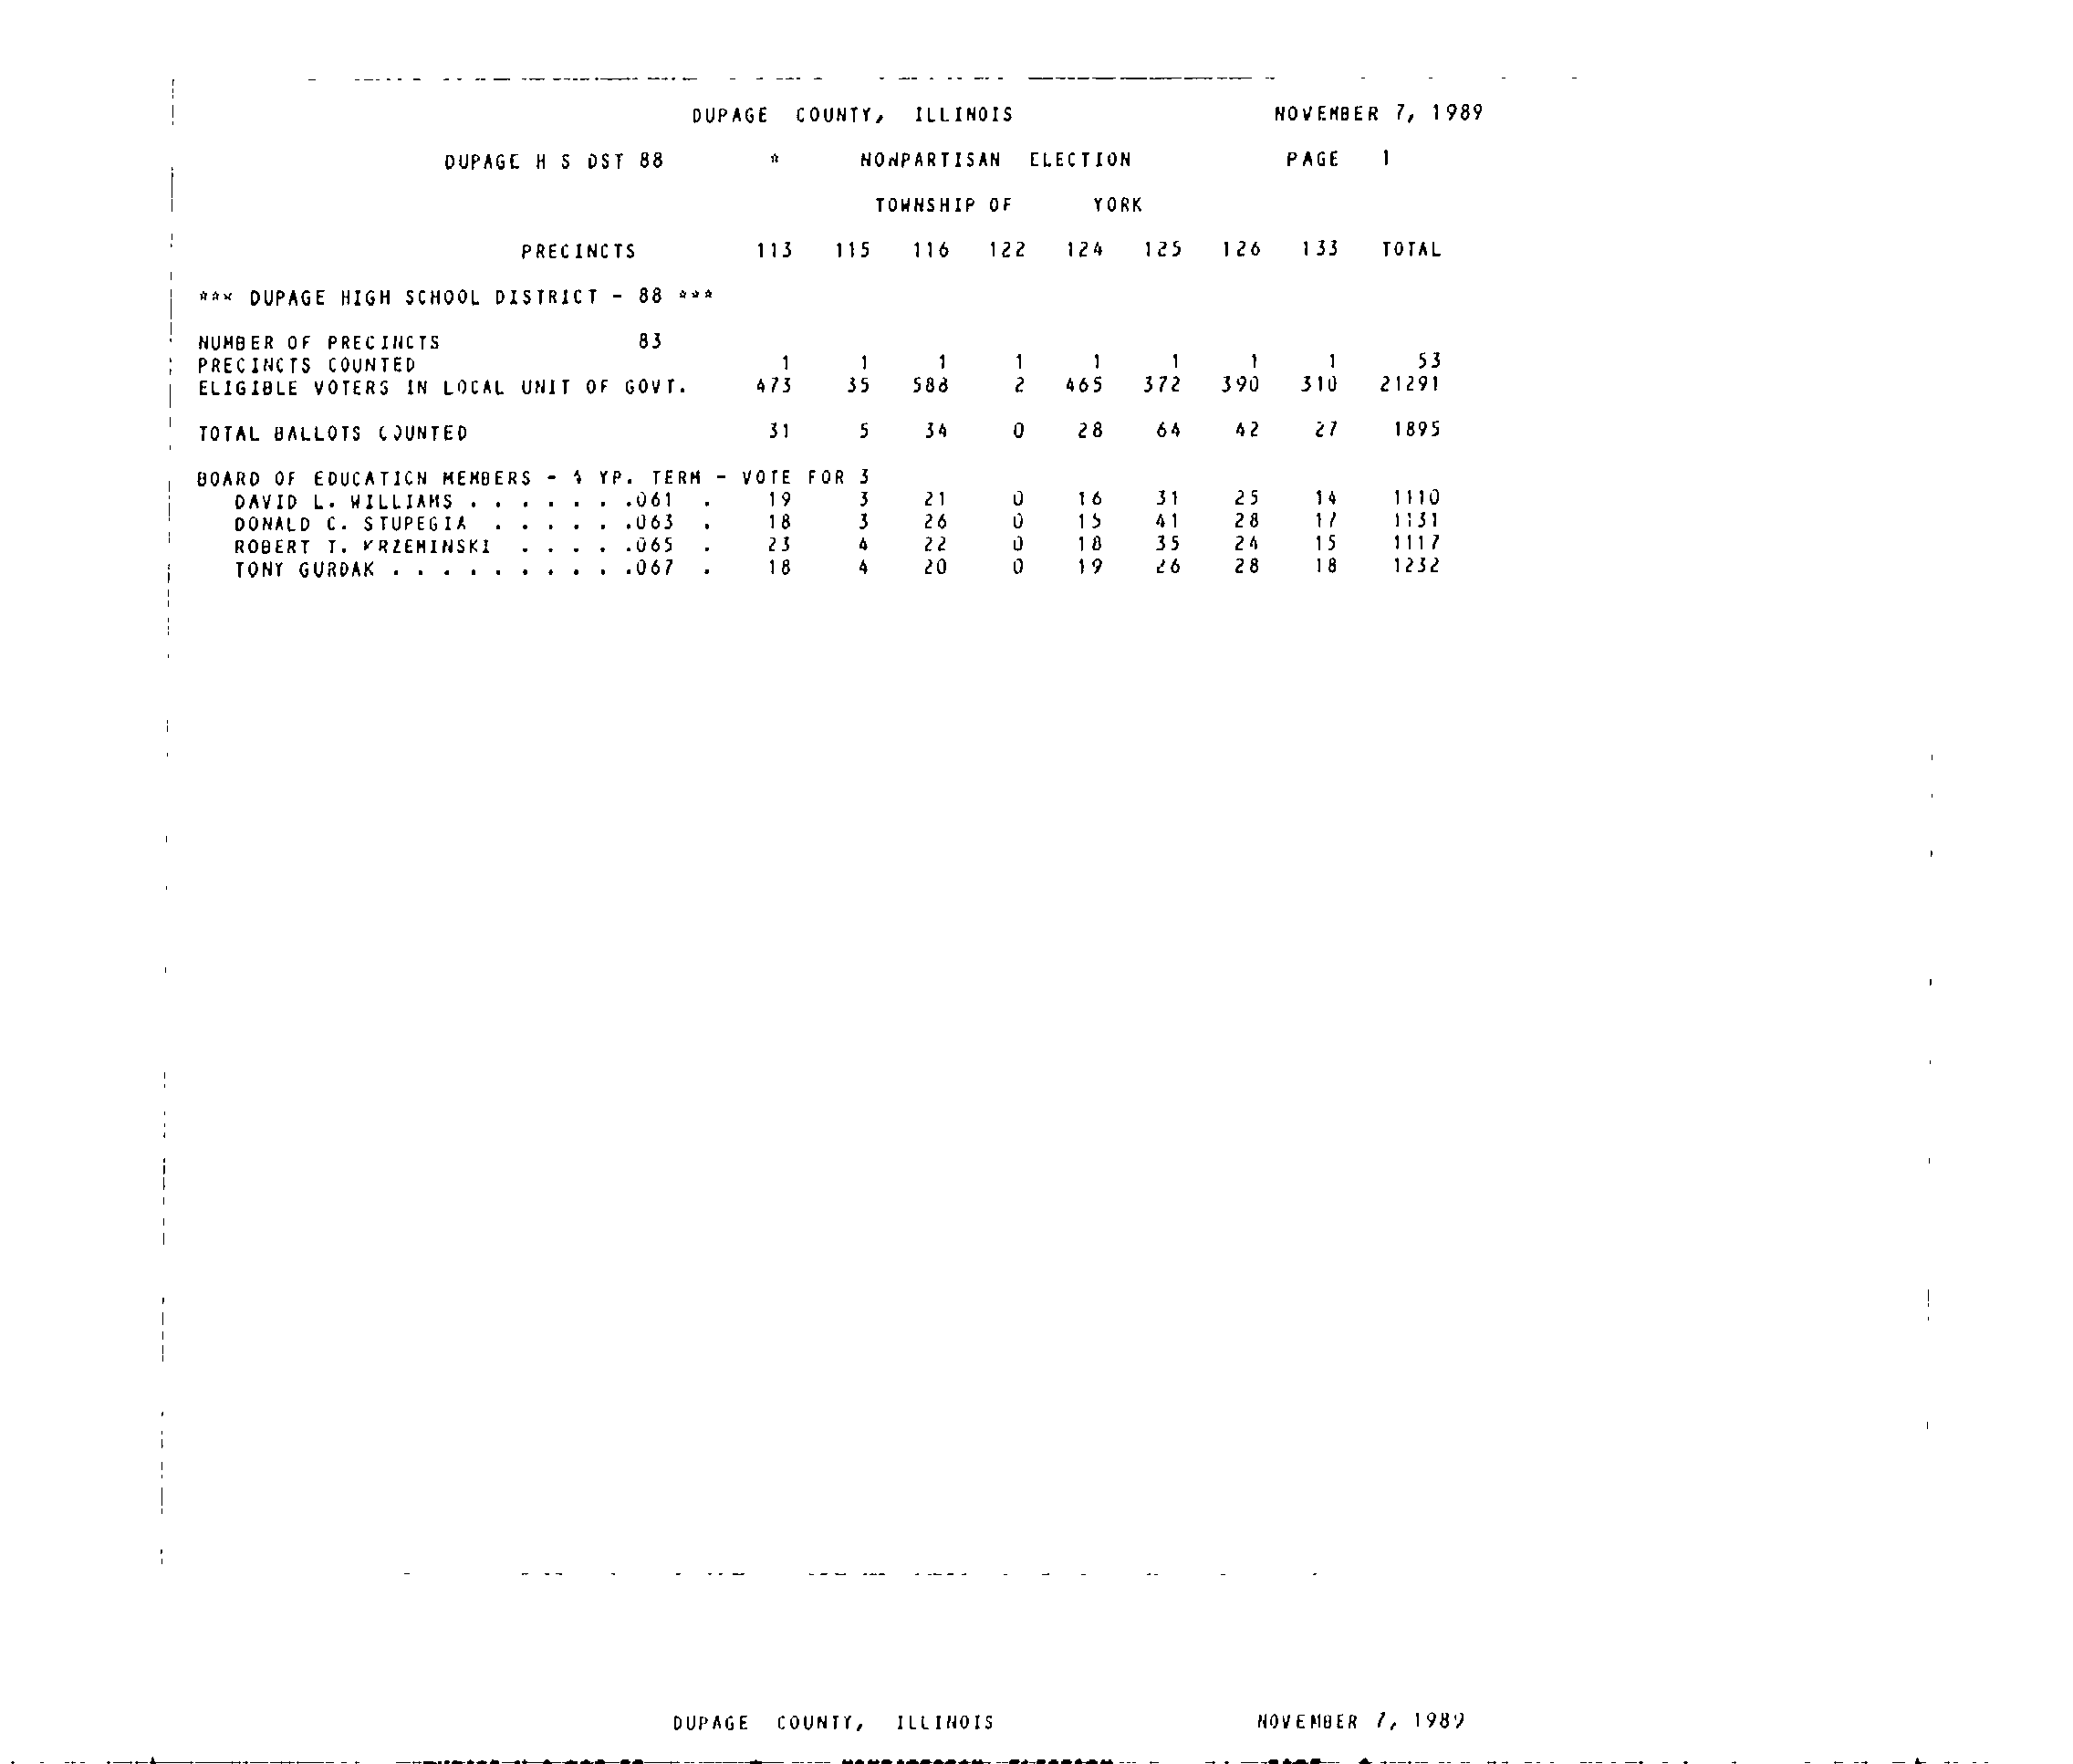 DUPAGE COUNTY, ILLINOIS NOVEMBER 7, 1989
DUPAGE H S DST 88 * NONPARTISAN ELECTION PAGE 1
TOWNSHIP OF YORK
PRECINCTS 113 115 116 122 124 125 126 133 TOTAL
*** DUPAGE HIGH SCHOOL DISTRICT - 88 ***
NUMBER OF PRECINCTS 83
PRECINCTS COUNTED 1 1 1 1 1 1 1 1 53
ELIGIBLE VOTERS IN LOCAL UNIT OF GOVT. 473 35 588 2 465 372 390 310 21291
TOTAL BALLOTS COUNTED 31 5 34 0 28 64 42 27 1895
BOARD OF EDUCATION MEMBERS - 4 YR. TERM - VOTE FOR 3
DAVID L. WILLIAMS . . . . . . .061 . 19 3 21 0 16 31 25 14 1110
DONALD C. STUPEGIA . . . . . .063 . 18 3 26 0 15 41 28 17 1131
ROBERT T. KRZEMINSKI . . . . .065 . 23 4 22 0 18 35 24 15 1117
TONY GURDAK . . . . . . . . . .067 . 18 4 20 0 19 26 28 18 1232
DUPAGE COUNTY, ILLINOIS NOVEMBER 7, 1989